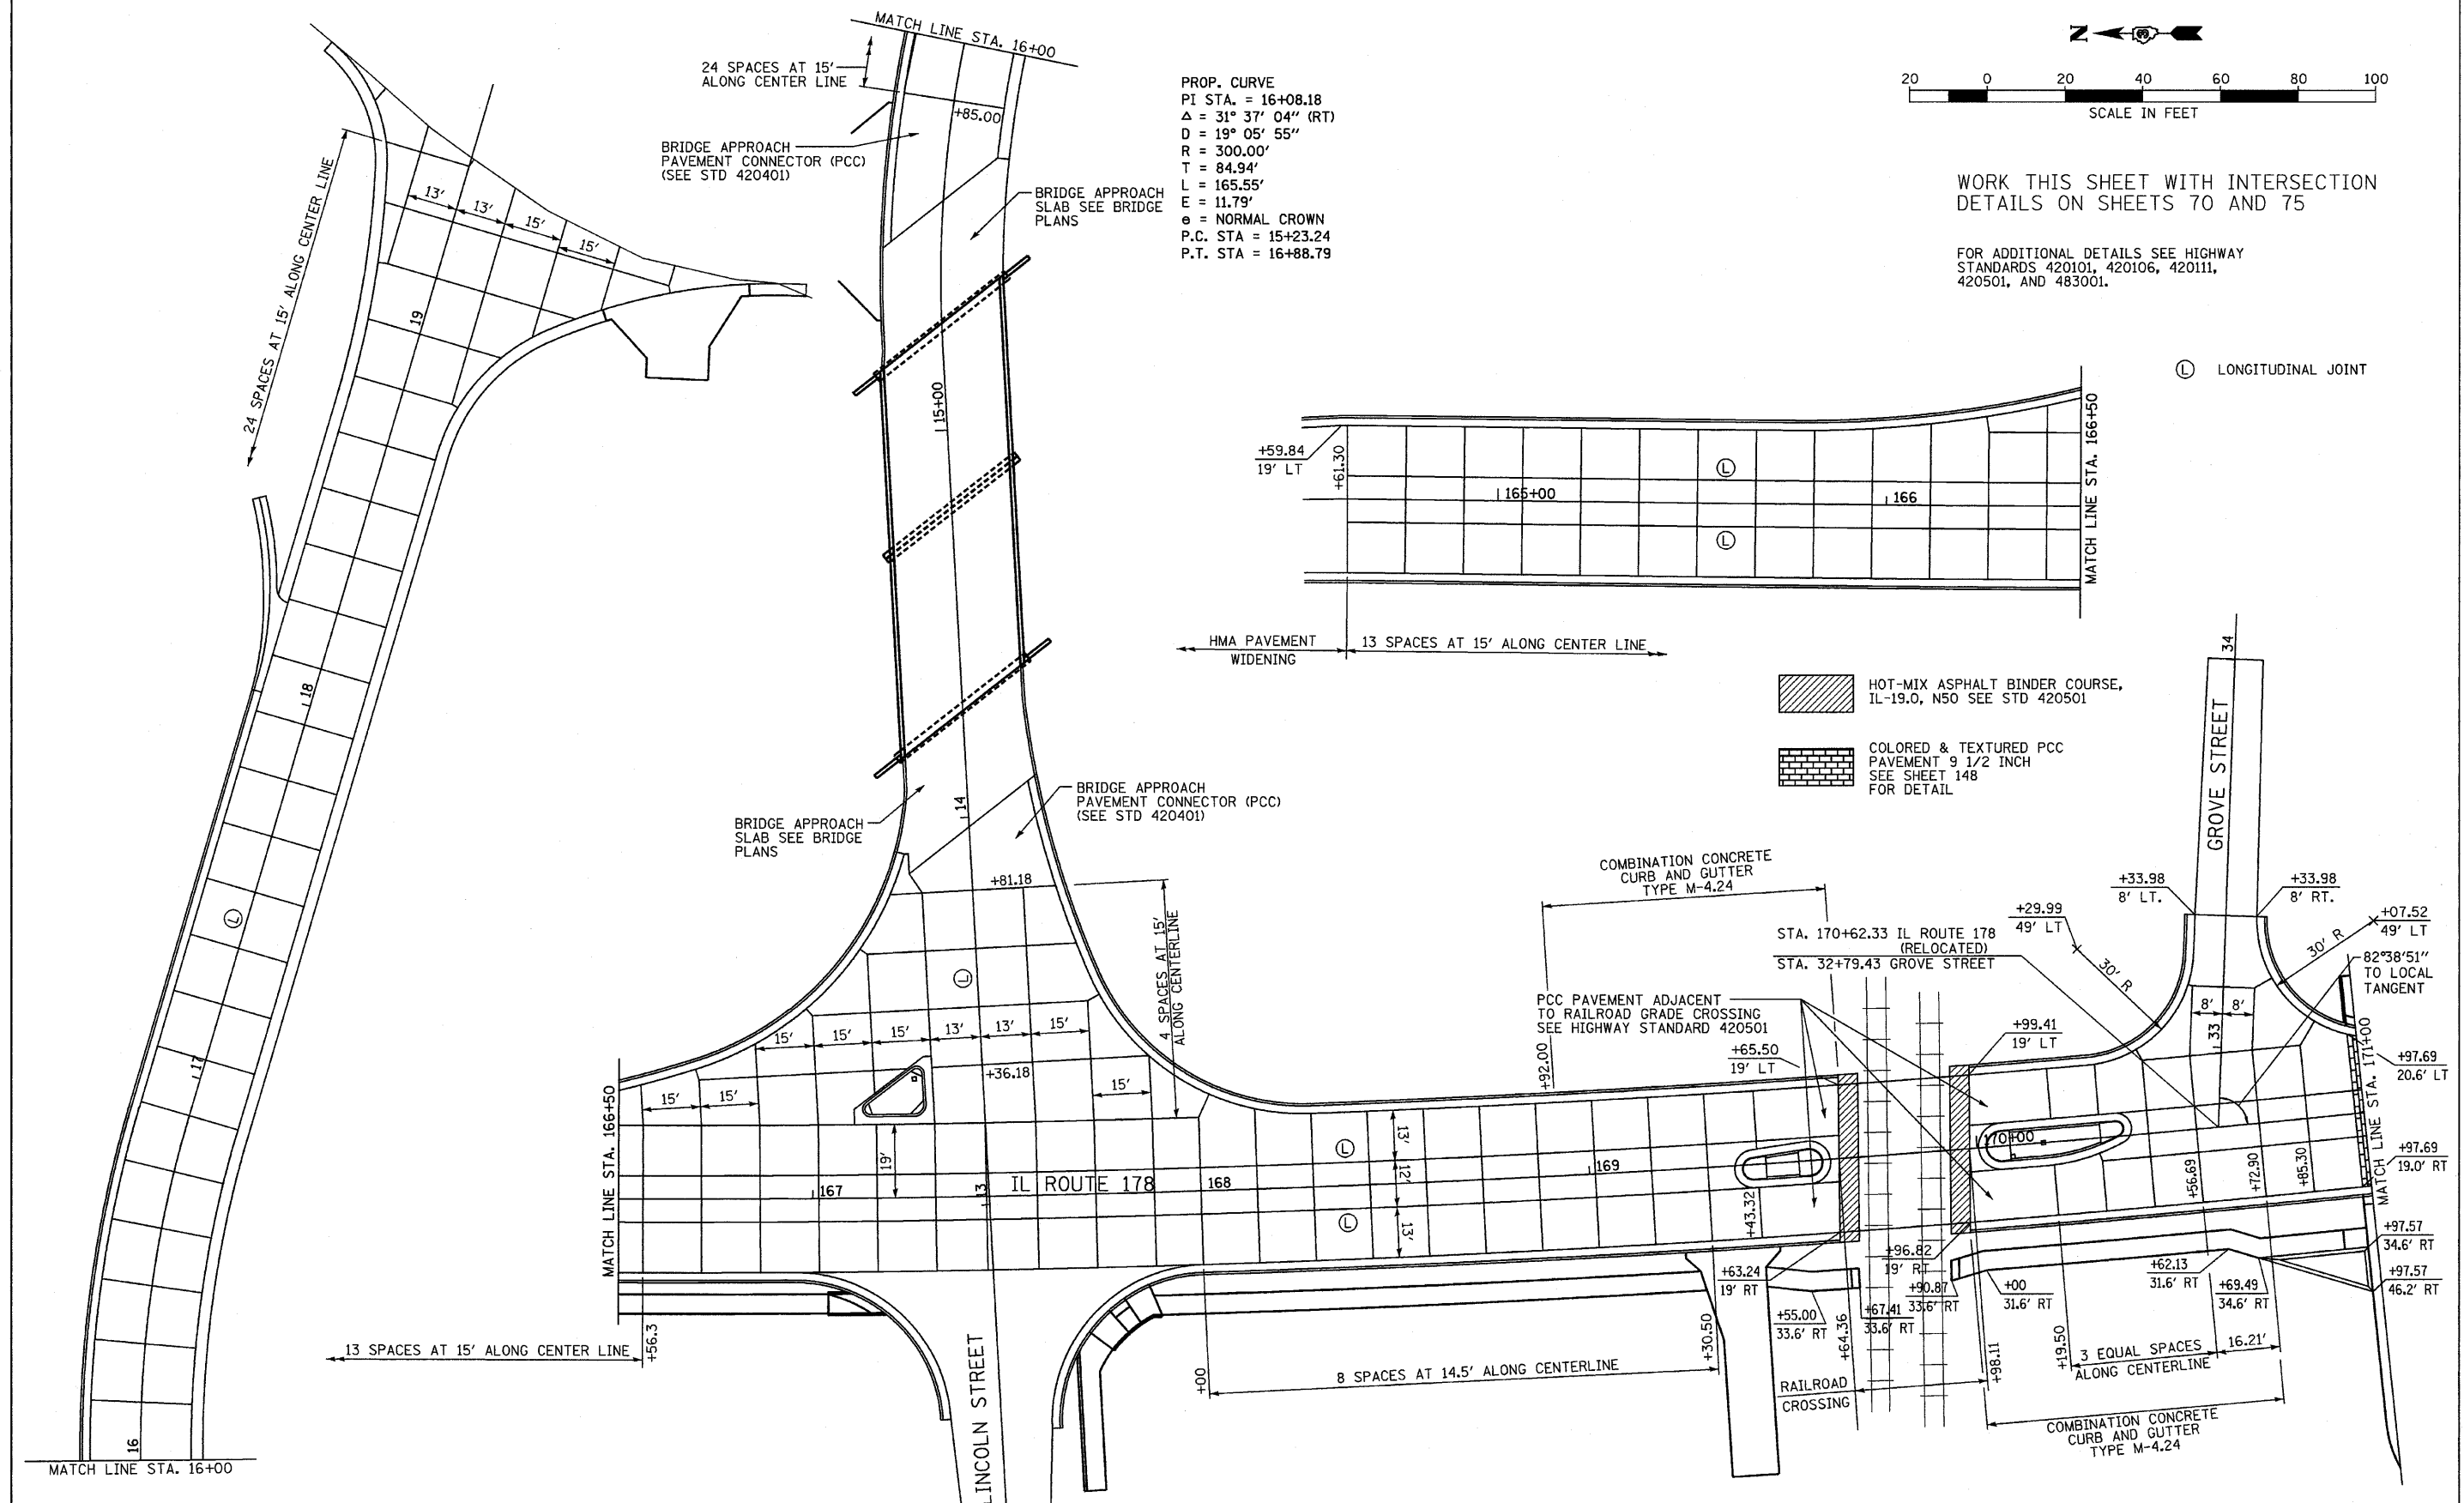 MATCH LINE STA. 16+00
24 SPACES AT 15'
ALONG CENTER LINE
+85.00
BRIDGE APPROACH
PAVEMENT CONNECTOR (PCC)
(SEE STD 420401)
BRIDGE APPROACH
SLAB SEE BRIDGE
PLANS
PROP. CURVE
PI STA. = 16+08.18
Δ = 31° 37' 04" (RT)
D = 19° 05' 55"
R = 300.00'
T = 84.94'
L = 165.55'
E = 11.79'
e = NORMAL CROWN
P.C. STA = 15+23.24
P.T. STA = 16+88.79
N
20 0 20 40 60 80 100
SCALE IN FEET
WORK THIS SHEET WITH INTERSECTION
DETAILS ON SHEETS 70 AND 75
FOR ADDITIONAL DETAILS SEE HIGHWAY
STANDARDS 420101, 420106, 420111,
420501, AND 483001.
L LONGITUDINAL JOINT
24 SPACES AT 15' ALONG CENTER LINE
13'
13'
15'
15'
19
18
L
17
16
MATCH LINE STA. 16+00
15+00
14
+59.84
19' LT
+61.30
L
165+00
166
L
MATCH LINE STA. 166+50
HMA PAVEMENT
WIDENING
13 SPACES AT 15' ALONG CENTER LINE
HOT-MIX ASPHALT BINDER COURSE,
IL-19.0, N50 SEE STD 420501
COLORED & TEXTURED PCC
PAVEMENT 9 1/2 INCH
SEE SHEET 148
FOR DETAIL
BRIDGE APPROACH
SLAB SEE BRIDGE
PLANS
BRIDGE APPROACH
PAVEMENT CONNECTOR (PCC)
(SEE STD 420401)
+81.18
L
4 SPACES AT 15'
ALONG CENTERLINE
15' 15' 15' 13' 13' 15'
+36.18
15' 15'
15'
19'
MATCH LINE STA. 166+50
167
13
IL ROUTE 178
168
L
13'
12'
L
13'
169
13 SPACES AT 15' ALONG CENTER LINE
+56.3
LINCOLN STREET
+00
8 SPACES AT 14.5' ALONG CENTERLINE
+30.50
COMBINATION CONCRETE
CURB AND GUTTER
TYPE M-4.24
+92.00
STA. 170+62.33 IL ROUTE 178
(RELOCATED)
STA. 32+79.43 GROVE STREET
PCC PAVEMENT ADJACENT
TO RAILROAD GRADE CROSSING
SEE HIGHWAY STANDARD 420501
+65.50
19' LT
+43.32
+63.24
19' RT
+55.00
33.6' RT
+67.41
33.6' RT
+64.36
+96.82
19' RT
+90.87
33.6' RT
+00
31.6' RT
+98.11
+19.50
RAILROAD
CROSSING
3 EQUAL SPACES
ALONG CENTERLINE
16.21'
COMBINATION CONCRETE
CURB AND GUTTER
TYPE M-4.24
34
GROVE STREET
+33.98
8' LT.
+33.98
8' RT.
+29.99
49' LT
30' R
30' R
+07.52
49' LT
82°38'51"
TO LOCAL
TANGENT
8' 8'
33
+99.41
19' LT
170+00
+56.69
+72.90
+85.30
MATCH LINE STA. 171+00
+97.69
20.6' LT
+97.69
19.0' RT
+97.57
34.6' RT
+97.57
46.2' RT
+62.13
31.6' RT
+69.49
34.6' RT